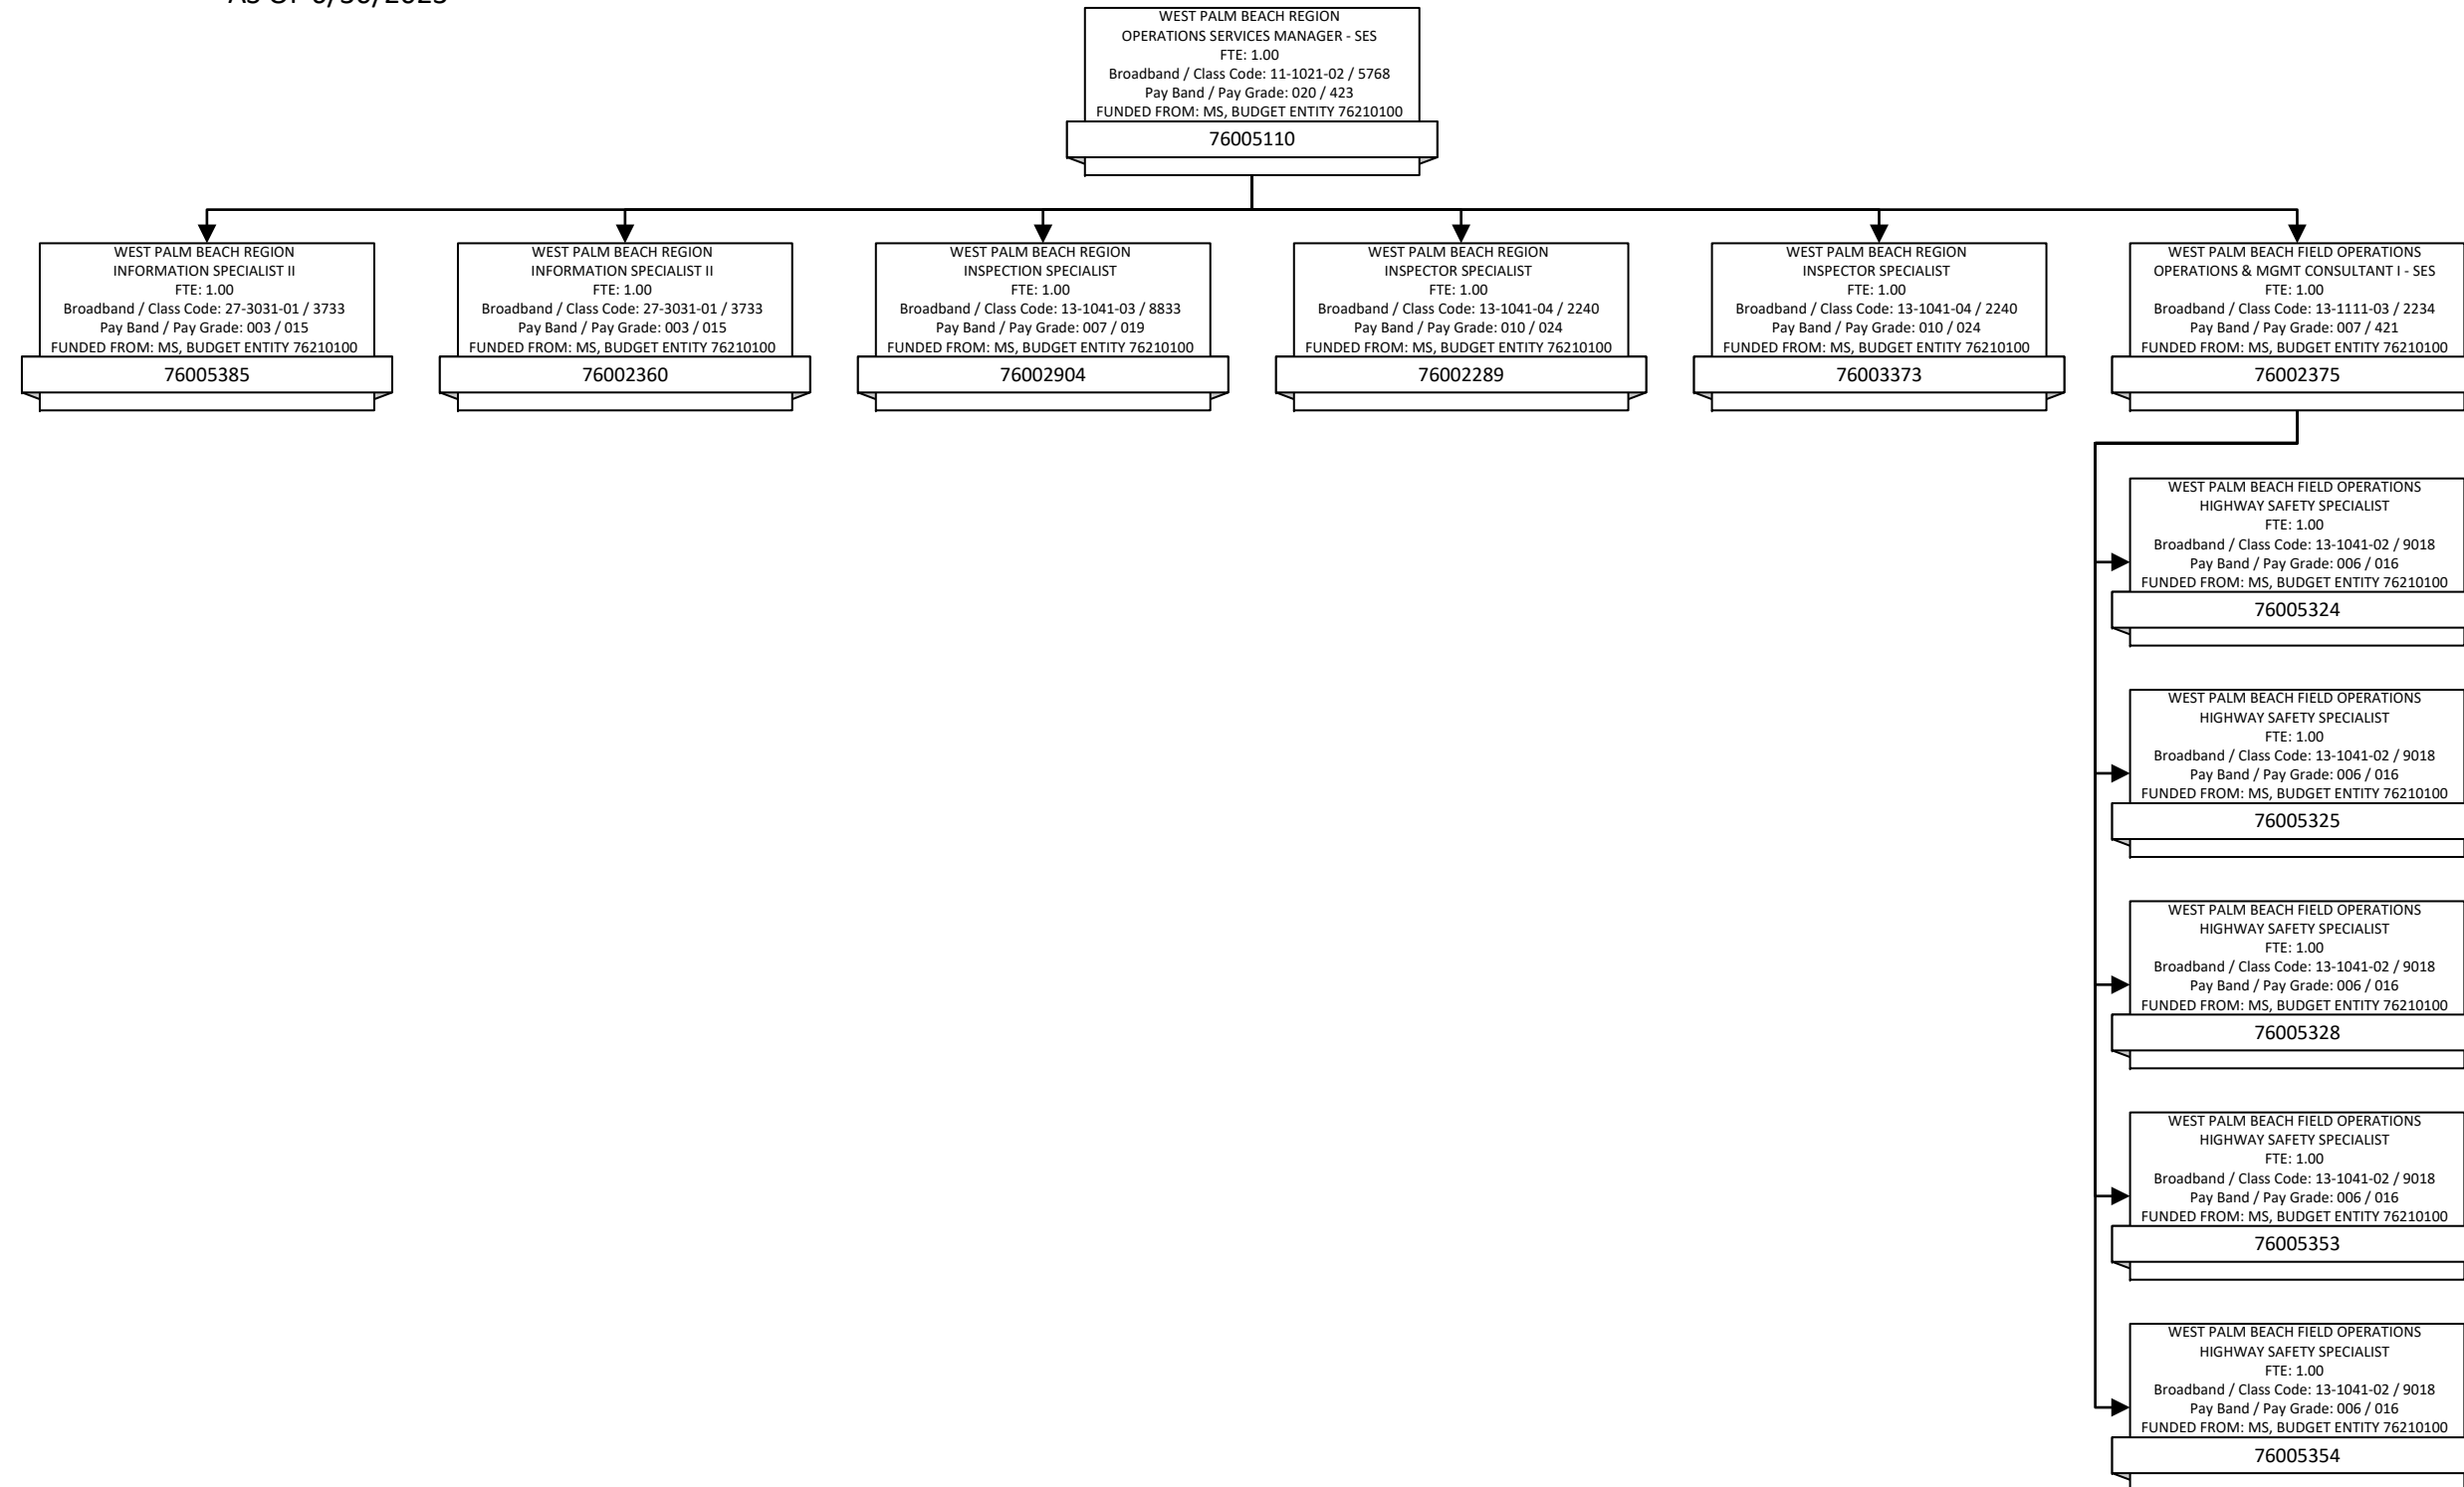 AS OF 6/30/2023
WEST PALM BEACH REGION
OPERATIONS SERVICES MANAGER - SES
FTE: 1.00
Broadband / Class Code: 11-1021-02 / 5768
Pay Band / Pay Grade: 020 / 423
FUNDED FROM: MS, BUDGET ENTITY 76210100
76005110
WEST PALM BEACH REGION
INFORMATION SPECIALIST II
FTE: 1.00
Broadband / Class Code: 27-3031-01 / 3733
Pay Band / Pay Grade: 003 / 015
FUNDED FROM: MS, BUDGET ENTITY 76210100
76005385
WEST PALM BEACH REGION
INFORMATION SPECIALIST II
FTE: 1.00
Broadband / Class Code: 27-3031-01 / 3733
Pay Band / Pay Grade: 003 / 015
FUNDED FROM: MS, BUDGET ENTITY 76210100
76002360
WEST PALM BEACH REGION
INSPECTION SPECIALIST
FTE: 1.00
Broadband / Class Code: 13-1041-03 / 8833
Pay Band / Pay Grade: 007 / 019
FUNDED FROM: MS, BUDGET ENTITY 76210100
76002904
WEST PALM BEACH REGION
INSPECTOR SPECIALIST
FTE: 1.00
Broadband / Class Code: 13-1041-04 / 2240
Pay Band / Pay Grade: 010 / 024
FUNDED FROM: MS, BUDGET ENTITY 76210100
76002289
WEST PALM BEACH REGION
INSPECTOR SPECIALIST
FTE: 1.00
Broadband / Class Code: 13-1041-04 / 2240
Pay Band / Pay Grade: 010 / 024
FUNDED FROM: MS, BUDGET ENTITY 76210100
76003373
WEST PALM BEACH FIELD OPERATIONS
OPERATIONS & MGMT CONSULTANT I - SES
FTE: 1.00
Broadband / Class Code: 13-1111-03 / 2234
Pay Band / Pay Grade: 007 / 421
FUNDED FROM: MS, BUDGET ENTITY 76210100
76002375
WEST PALM BEACH FIELD OPERATIONS
HIGHWAY SAFETY SPECIALIST
FTE: 1.00
Broadband / Class Code: 13-1041-02 / 9018
Pay Band / Pay Grade: 006 / 016
FUNDED FROM: MS, BUDGET ENTITY 76210100
76005324
WEST PALM BEACH FIELD OPERATIONS
HIGHWAY SAFETY SPECIALIST
FTE: 1.00
Broadband / Class Code: 13-1041-02 / 9018
Pay Band / Pay Grade: 006 / 016
FUNDED FROM: MS, BUDGET ENTITY 76210100
76005325
WEST PALM BEACH FIELD OPERATIONS
HIGHWAY SAFETY SPECIALIST
FTE: 1.00
Broadband / Class Code: 13-1041-02 / 9018
Pay Band / Pay Grade: 006 / 016
FUNDED FROM: MS, BUDGET ENTITY 76210100
76005328
WEST PALM BEACH FIELD OPERATIONS
HIGHWAY SAFETY SPECIALIST
FTE: 1.00
Broadband / Class Code: 13-1041-02 / 9018
Pay Band / Pay Grade: 006 / 016
FUNDED FROM: MS, BUDGET ENTITY 76210100
76005353
WEST PALM BEACH FIELD OPERATIONS
HIGHWAY SAFETY SPECIALIST
FTE: 1.00
Broadband / Class Code: 13-1041-02 / 9018
Pay Band / Pay Grade: 006 / 016
FUNDED FROM: MS, BUDGET ENTITY 76210100
76005354